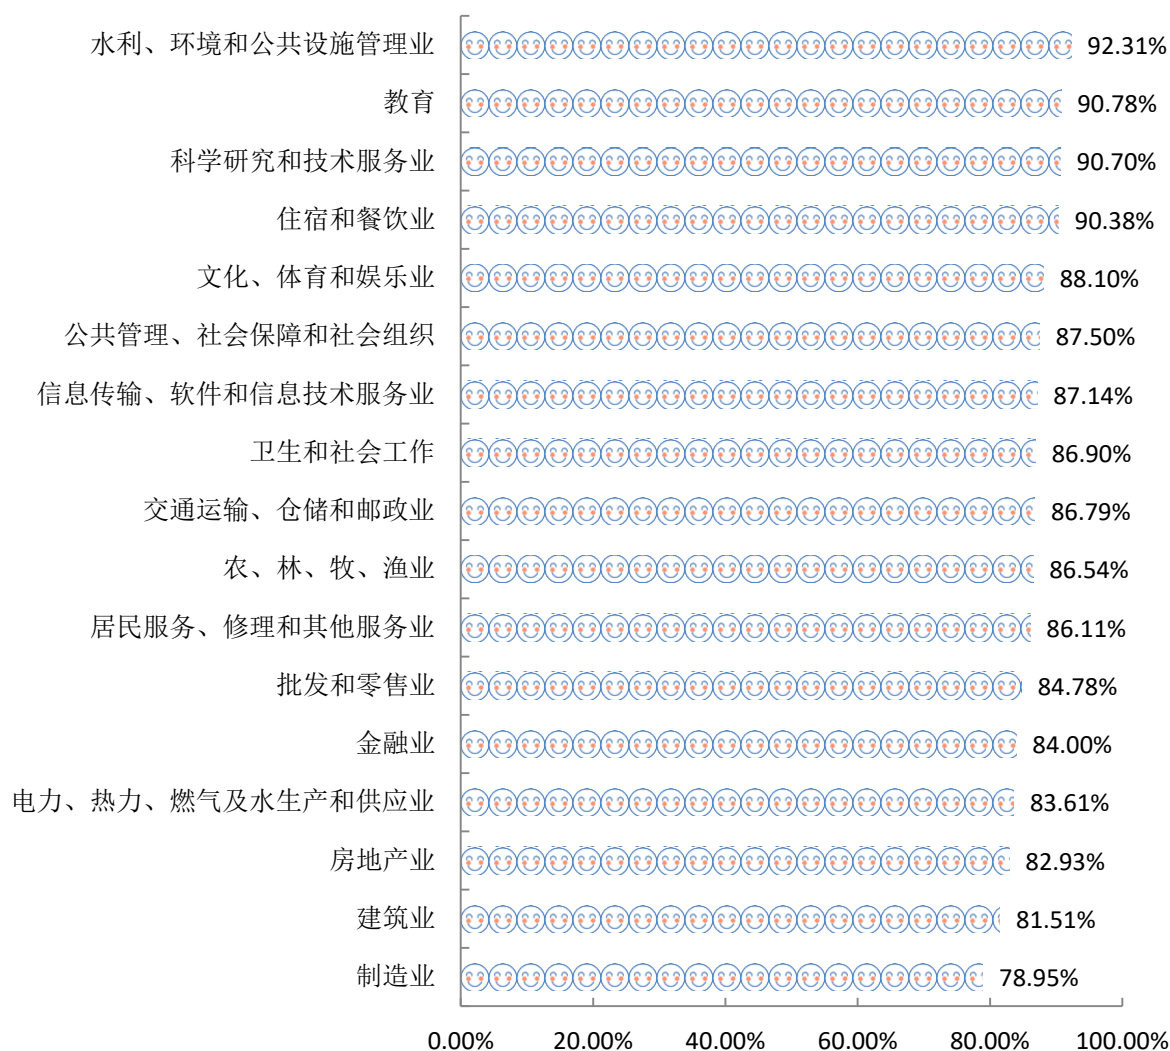 水利、环境和公共设施管理业 92.31%
教育 90.78%
科学研究和技术服务业 90.70%
住宿和餐饮业 90.38%
文化、体育和娱乐业 88.10%
公共管理、社会保障和社会组织 87.50%
信息传输、软件和信息技术服务业 87.14%
卫生和社会工作 86.90%
交通运输、仓储和邮政业 86.79%
农、林、牧、渔业 86.54%
居民服务、修理和其他服务业 86.11%
批发和零售业 84.78%
金融业 84.00%
电力、热力、燃气及水生产和供应业 83.61%
房地产业 82.93%
建筑业 81.51%
制造业 78.95%
0.00% 20.00% 40.00% 60.00% 80.00% 100.00%